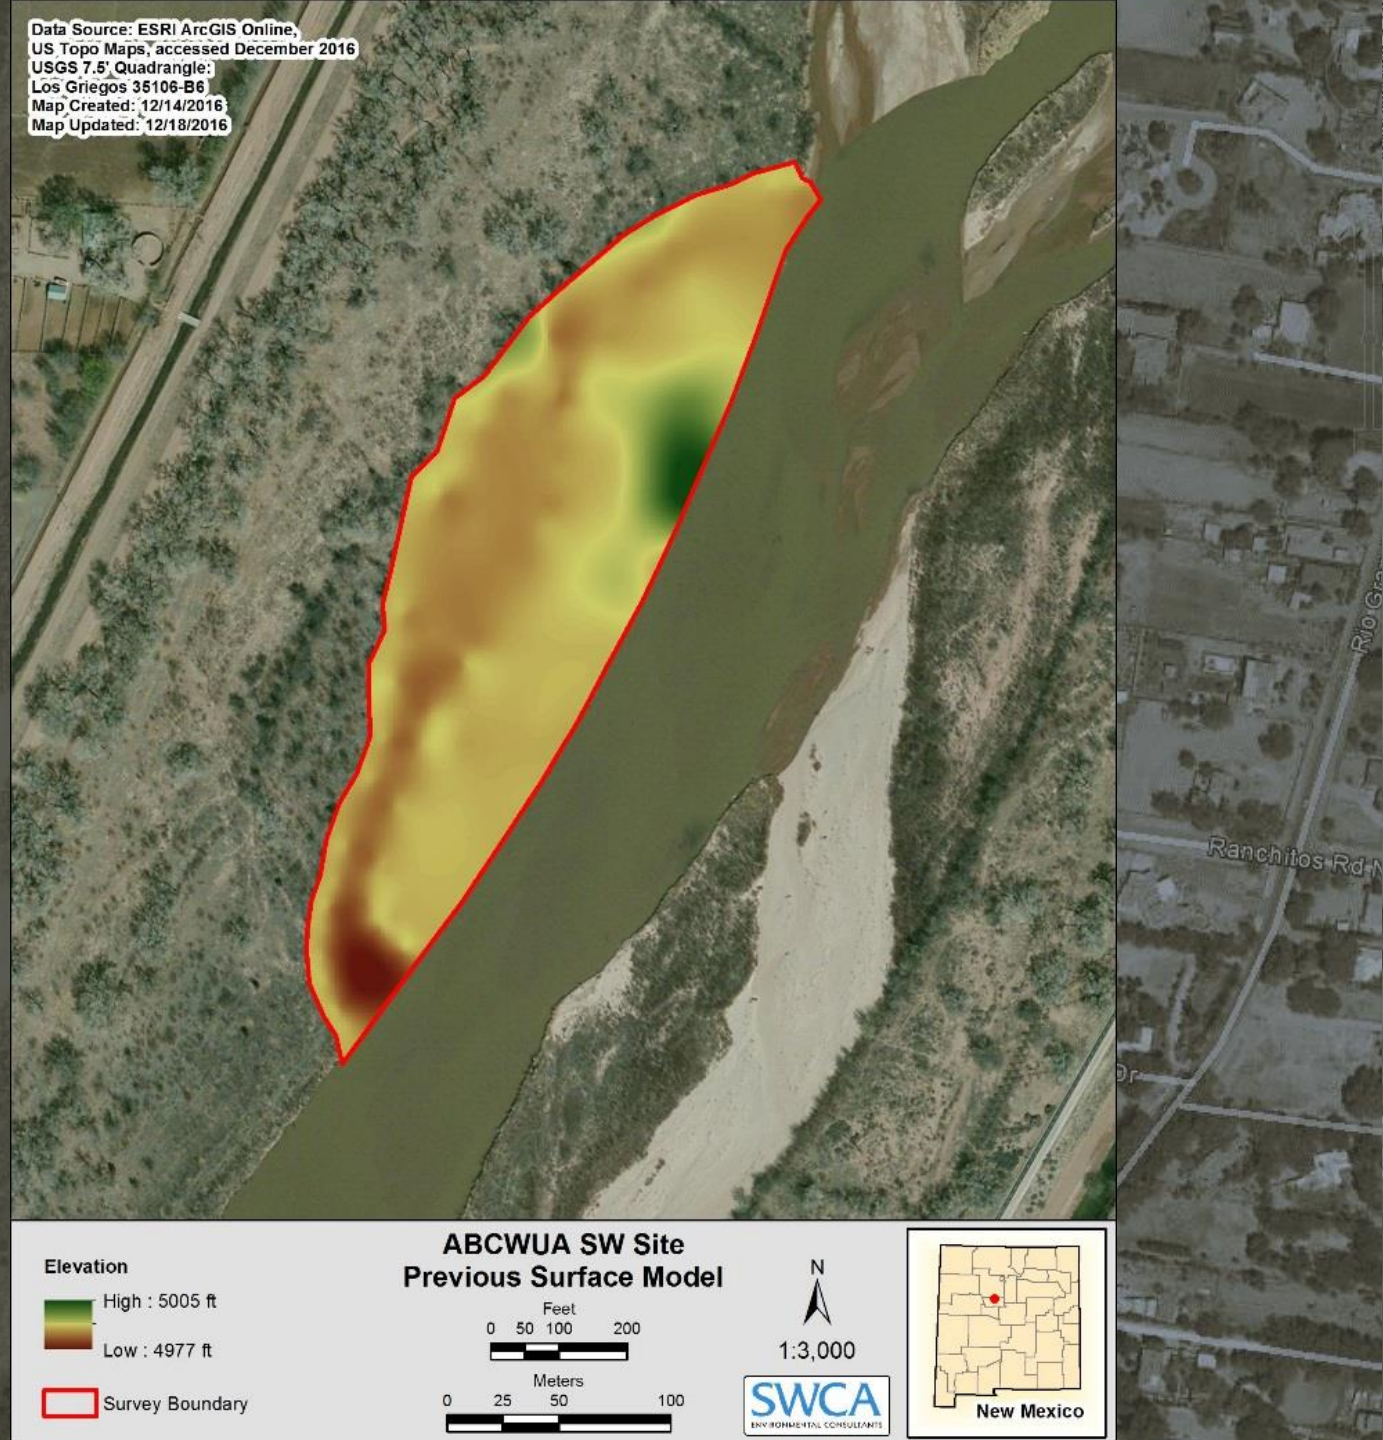 Data Source: ESRI ArcGIS Online,
US Topo Maps, accessed December 2016
USGS 7.5' Quadrangle:
Los Griegos 35106-B6
Map Created: 12/14/2016
Map Updated: 12/18/2016
Ranchitos Rd N
Dr
Elevation
High : 5005 ft
Low : 4977 ft
Survey Boundary
ABCWUA SW Site
Previous Surface Model
Feet
0 50 100 200
Meters
0 25 50 100
N
1:3,000
SWCA
ENVIRONMENTAL CONSULTANTS
New Mexico